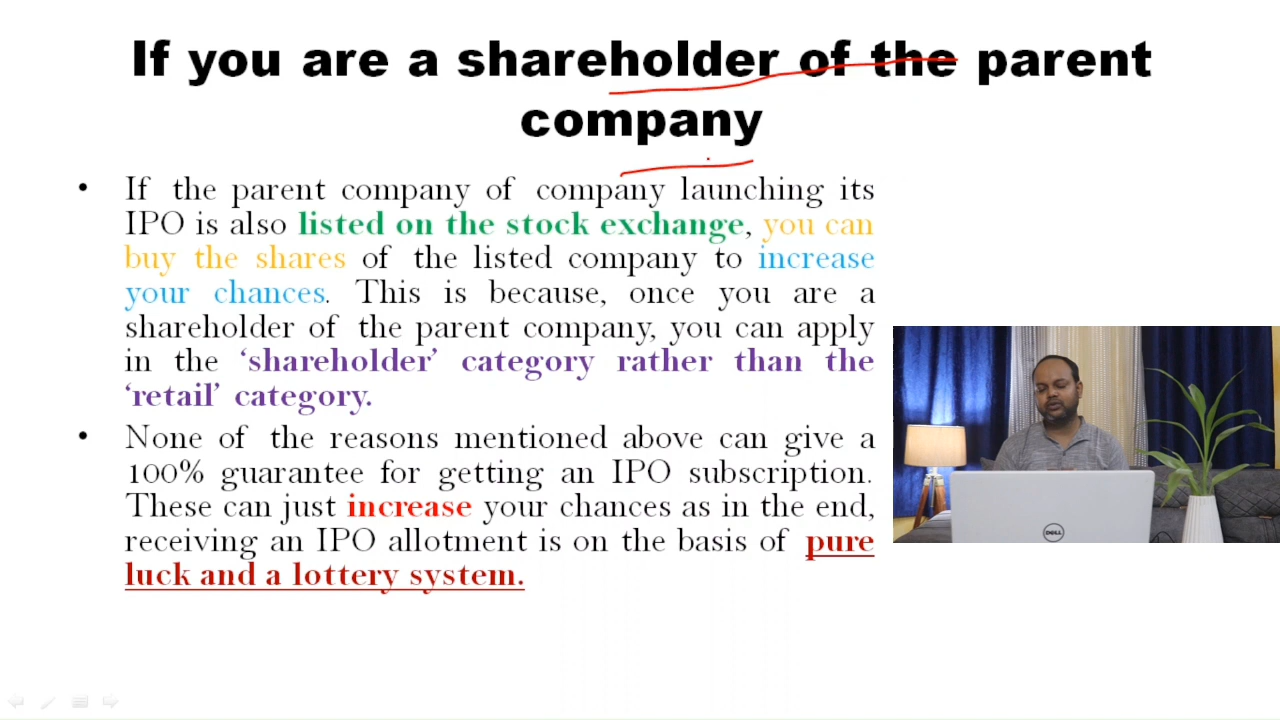 If you are a shareholder of the parent
company
• If the parent company of company launching its
IPO is also listed on the stock exchange, you can
buy the shares of the listed company to increase
your chances. This is because, once you are a
shareholder of the parent company, you can apply
in the ‘shareholder’ category rather than the
‘retail’ category.
• None of the reasons mentioned above can give a
100% guarantee for getting an IPO subscription.
These can just increase your chances as in the end,
receiving an IPO allotment is on the basis of pure
luck and a lottery system.
DELL